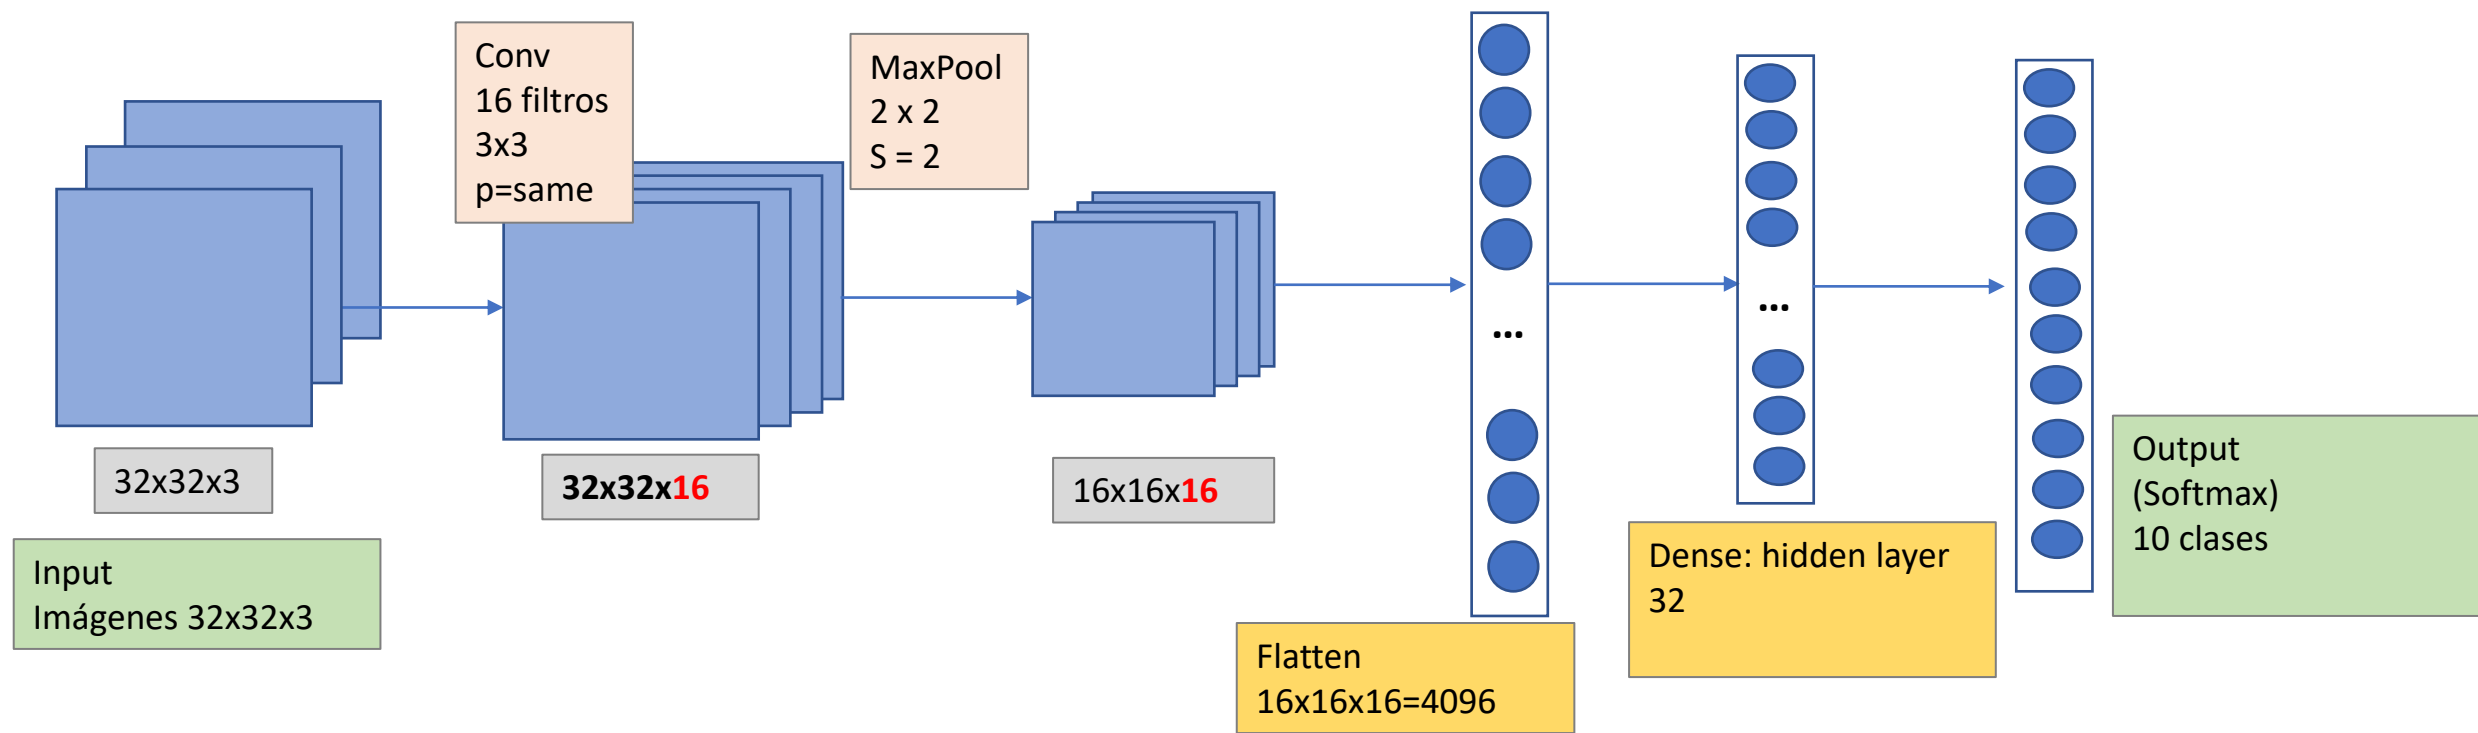 Conv
16 filtros
3x3
p=same
MaxPool
2 x 2
S = 2
...
...
32x32x3
32x32x16
16x16x16
Input
Imágenes 32x32x3
Flatten
16x16x16=4096
Dense: hidden layer
32
Output
(Softmax)
10 clases